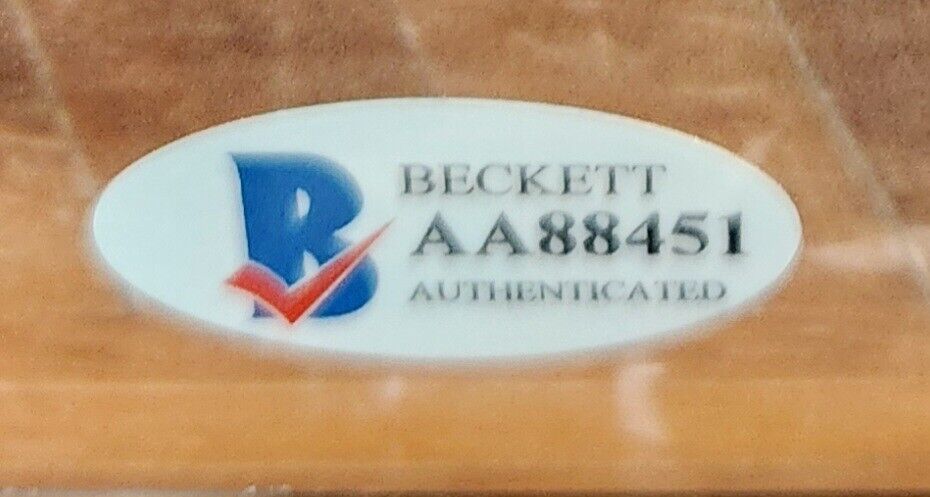 B
BECKETT
AA88451
AUTHENTICATED